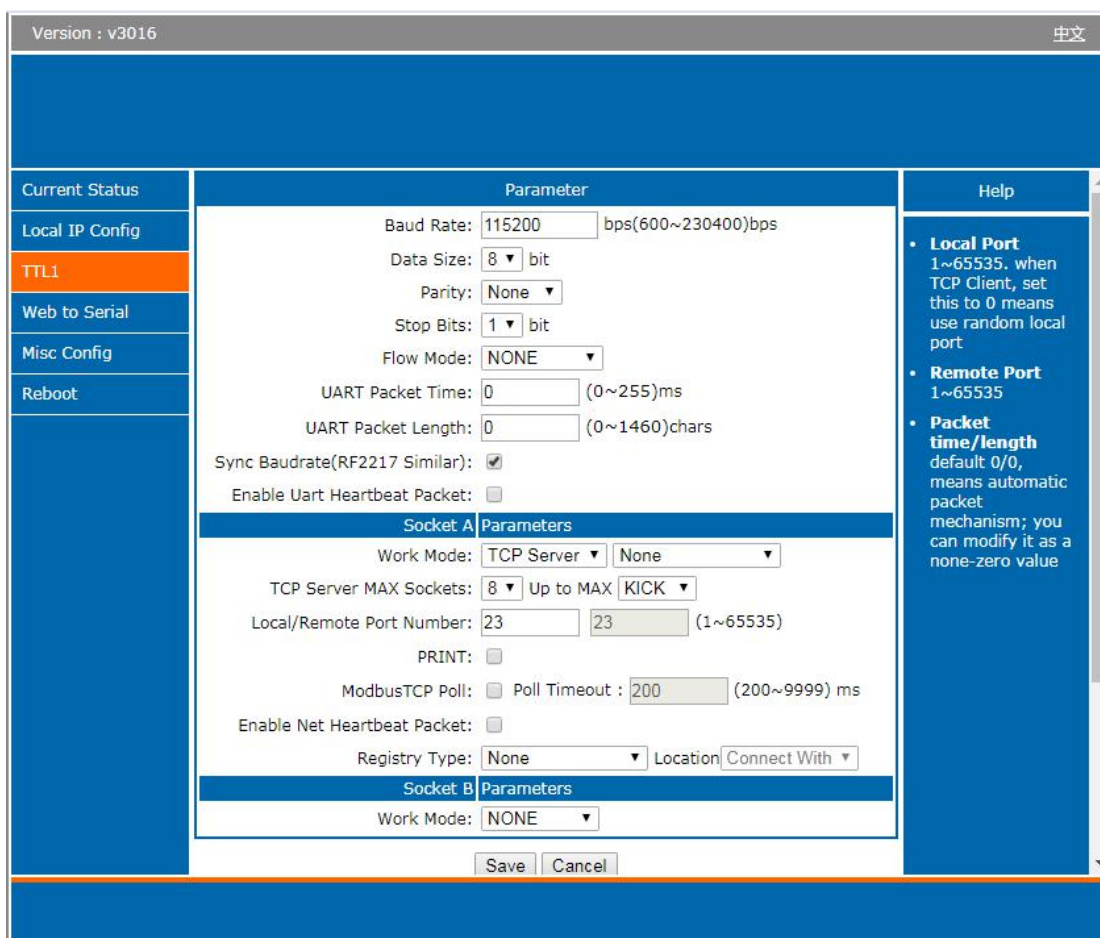 Version : v3016
中文
Current Status
Local IP Config
TTL1
Web to Serial
Misc Config
Reboot
Parameter
Baud Rate: 115200 bps(600~230400)bps
Data Size: 8 bit
Parity: None
Stop Bits: 1 bit
Flow Mode: NONE
UART Packet Time: 0 (0~255)ms
UART Packet Length: 0 (0~1460)chars
Sync Baudrate(RF2217 Similar):
Enable Uart Heartbeat Packet:
Socket A Parameters
Work Mode: TCP Server None
TCP Server MAX Sockets: 8 Up to MAX KICK
Local/Remote Port Number: 23 23 (1~65535)
PRINT:
ModbusTCP Poll: Poll Timeout : 200 (200~9999) ms
Enable Net Heartbeat Packet:
Registry Type: None Location Connect With
Socket B Parameters
Work Mode: NONE
Save Cancel
Help
• Local Port
1~65535. when
TCP Client, set
this to 0 means
use random local
port
• Remote Port
1~65535
• Packet
time/length
default 0/0,
means automatic
packet
mechanism; you
can modify it as a
none-zero value